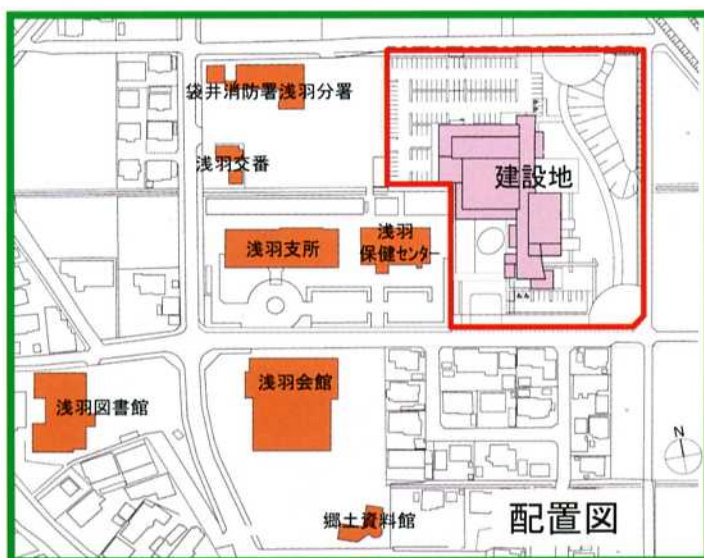 袋井消防署浅羽分署
浅羽交番
建設地
浅羽支所
浅羽
保健センター
浅羽会館
浅羽図書館
N
郷土資料館
配置図